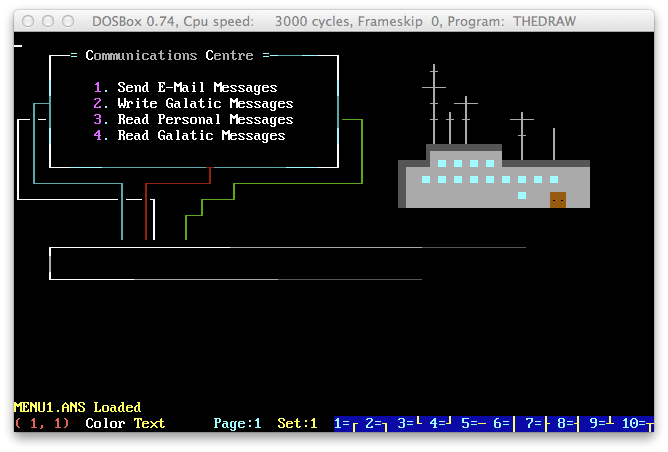 DOSBox 0.74, Cpu speed: 3000 cycles, Frameskip 0, Program: THEDRAW
= Communications Centre =
1. Send E-Mail Messages
2. Write Galatic Messages
3. Read Personal Messages
4. Read Galatic Messages
MENU1.ANS Loaded
( 1, 1) Color Text Page:1 Set:1 1=┌ 2=┐ 3=└ 4=┘ 5=─ 6=│ 7=├ 8=┤ 9=┴ 10=┬